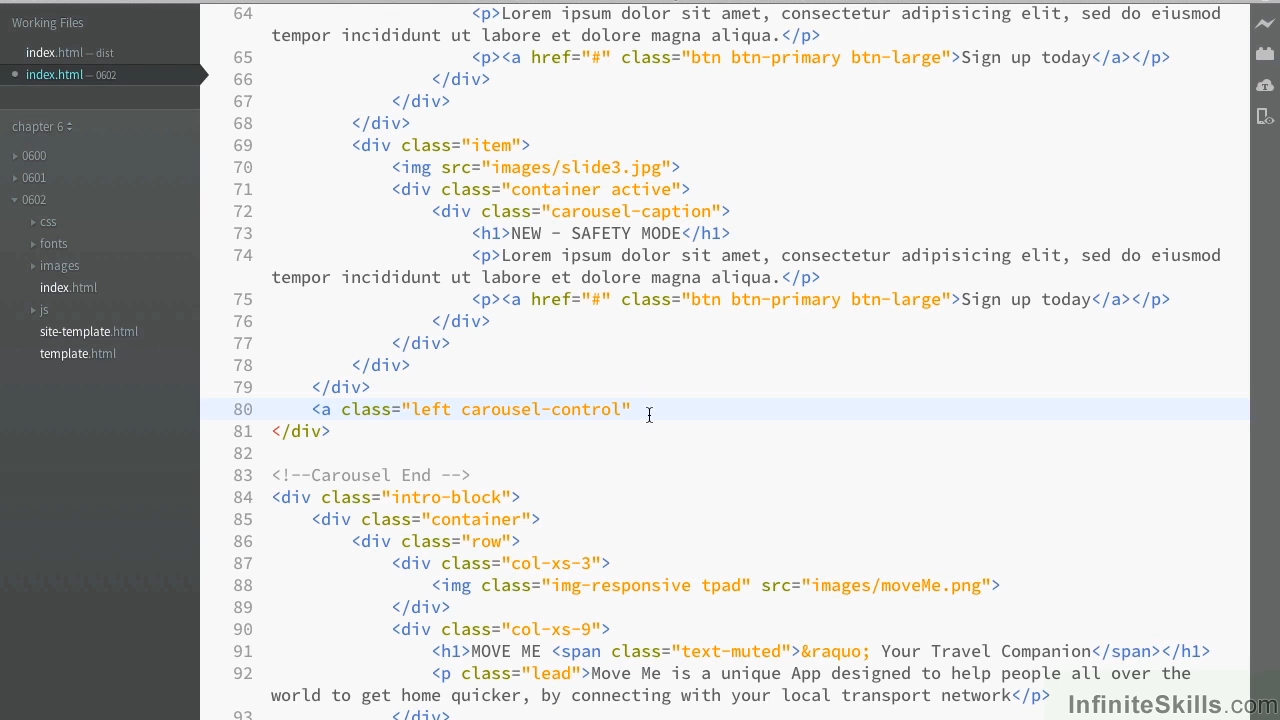 Working Files
index.html — dist
index.html — 0602
chapter 6
0600
0601
0602
css
fonts
images
index.html
js
site-template.html
template.html
64 <p>Lorem ipsum dolor sit amet, consectetur adipisicing elit, sed do eiusmod
tempor incididunt ut labore et dolore magna aliqua.</p>
65 <p><a href="#" class="btn btn-primary btn-large">Sign up today</a></p>
66 </div>
67 </div>
68 </div>
69 <div class="item">
70 <img src="images/slide3.jpg">
71 <div class="container active">
72 <div class="carousel-caption">
73 <h1>NEW - SAFETY MODE</h1>
74 <p>Lorem ipsum dolor sit amet, consectetur adipisicing elit, sed do eiusmod
tempor incididunt ut labore et dolore magna aliqua.</p>
75 <p><a href="#" class="btn btn-primary btn-large">Sign up today</a></p>
76 </div>
77 </div>
78 </div>
79 </div>
80 <a class="left carousel-control"
81 </div>
82
83 <!--Carousel End -->
84 <div class="intro-block">
85 <div class="container">
86 <div class="row">
87 <div class="col-xs-3">
88 <img class="img-responsive tpad" src="images/moveMe.png">
89 </div>
90 <div class="col-xs-9">
91 <h1>MOVE ME <span class="text-muted">&raquo; Your Travel Companion</span></h1>
92 <p class="lead">Move Me is a unique App designed to help people all over the
world to get home quicker, by connecting with your local transport network</p>
93 </div>
InfiniteSkills.com